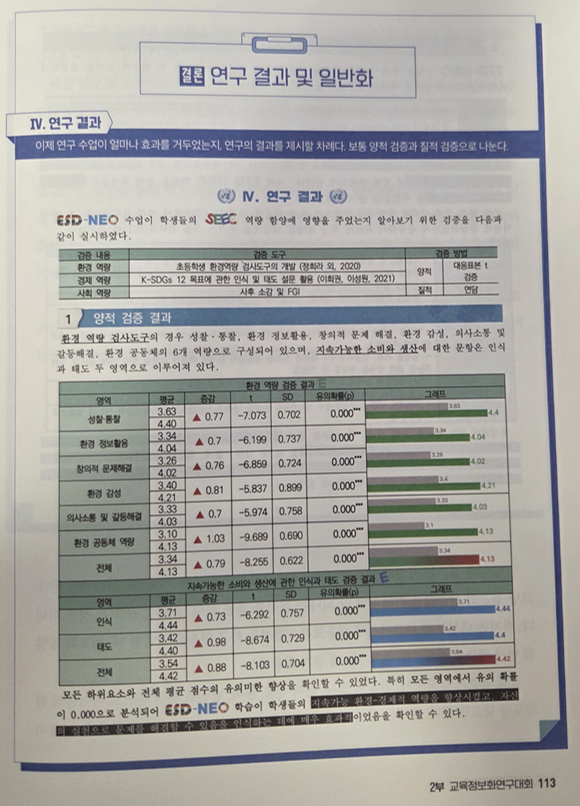 결론 연구 결과 및 일반화
Ⅳ. 연구 결과
이제 연구 수업이 얼마나 효과를 거두었는지, 연구의 결과를 제시할 차례다. 보통 양적 검증과 질적 검증으로 나눈다.
Ⅳ. 연구 결과
ESD-NEO 수업이 학생들의 SEEC 역량 함양에 영향을 주었는지 알아보기 위한 검증을 다음과
같이 실시하였다.
검증 내용 검증 도구 검증 방법
환경 역량 초등학생 환경역량 검사도구의 개발 (정희라 외, 2020) 양적 대응표본 t 검증
경제 역량 K-SDGs 12 목표에 관한 인식 및 태도 설문 활용 (이희권, 이성원, 2021)
사회 역량 사후 소감 및 FGI 질적 면담
1 양적 검증 결과
환경 역량 검사도구의 경우 성찰·통찰, 환경 정보활용, 창의적 문제 해결, 환경 감성, 의사소통 및
갈등해결, 환경 공동체의 6개 역량으로 구성되어 있으며, 지속가능한 소비와 생산에 대한 문항은 인식
과 태도 두 영역으로 이루어져 있다.
환경 역량 검증 결과 E
영역 평균 증감 t SD 유의확률(p) 그래프
성찰·통찰 3.63 4.40 ▲ 0.77 -7.073 0.702 0.000*** 3.63 4.4
환경 정보활용 3.34 4.04 ▲ 0.7 -6.199 0.737 0.000*** 3.34 4.04
창의적 문제해결 3.26 4.02 ▲ 0.76 -6.859 0.724 0.000*** 3.26 4.02
환경 감성 3.40 4.21 ▲ 0.81 -5.837 0.899 0.000*** 3.4 4.21
의사소통 및 갈등해결 3.33 4.03 ▲ 0.7 -5.974 0.758 0.000*** 3.33 4.03
환경 공동체 역량 3.10 4.13 ▲ 1.03 -9.689 0.690 0.000*** 3.1 4.13
전체 3.34 4.13 ▲ 0.79 -8.255 0.622 0.000*** 3.34 4.13
지속가능한 소비와 생산에 관한 인식과 태도 검증 결과 E
영역 평균 증감 t SD 유의확률(p) 그래프
인식 3.71 4.44 ▲ 0.73 -6.292 0.757 0.000*** 3.71 4.44
태도 3.42 4.40 ▲ 0.98 -8.674 0.729 0.000*** 3.42 4.4
전체 3.54 4.42 ▲ 0.88 -8.103 0.704 0.000*** 3.54 4.42
모든 하위요소와 전체 평균 점수의 유의미한 향상을 확인할 수 있었다. 특히 모든 영역에서 유의 확률
이 0.000으로 분석되어 ESD-NEO 학습이 학생들의 지속가능 환경-경제적 역량을 향상시켰고, 자신
의 실천으로 문제를 해결할 수 있음을 인식하는 데에 매우 효과적이었음을 확인할 수 있다.
2부 교육정보화연구대회 113